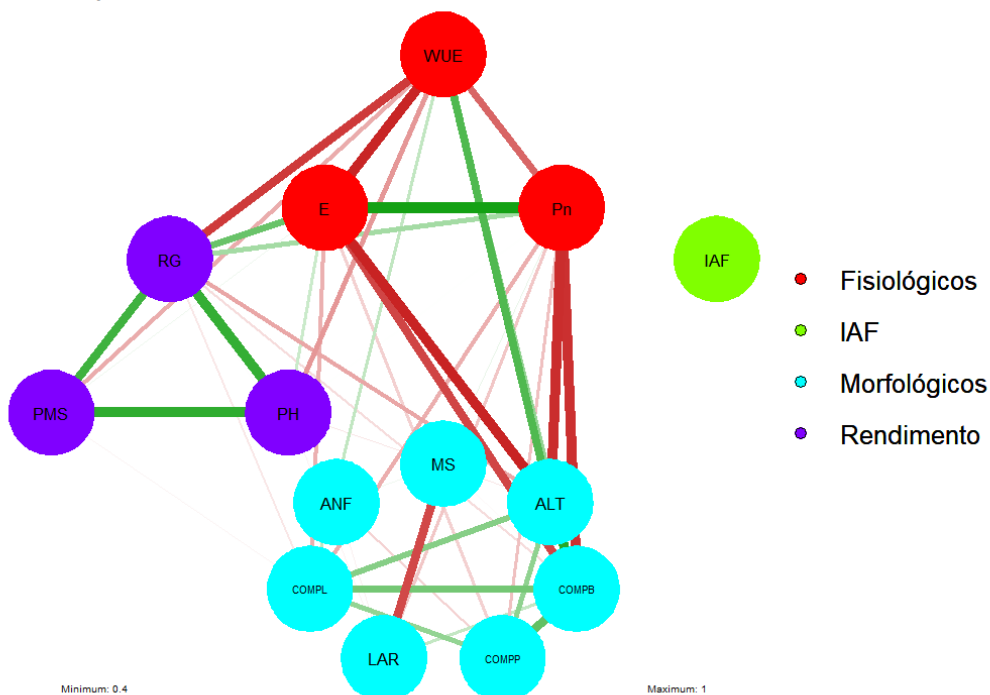 WUE
E
Pn
RG
IAF
PMS
PH
MS
ANF
ALT
COMPL
COMPB
LAR
COMPP
Fisiológicos
IAF
Morfológicos
Rendimento
Minimum: 0.4
Maximum: 1